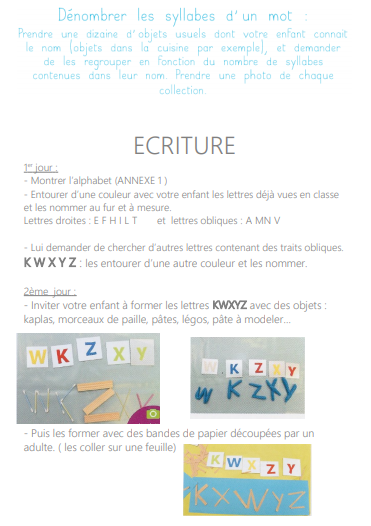 Dénombrer les syllabes d'un mot :
Prendre une dizaine d'objets usuels dont votre enfant connait
le nom (objets dans la cuisine par exemple), et demander
de les regrouper en fonction du nombre de syllabes
contenues dans leur nom. Prendre une photo de chaque
collection.
ECRITURE
1er jour :
- Montrer l'alphabet (ANNEXE 1 )
- Entourer d'une couleur avec votre enfant les lettres déjà vues en classe
et les nommer au fur et à mesure.
Lettres droites : E F H I L T et lettres obliques : A MN V
- Lui demander de chercher d'autres lettres contenant des traits obliques.
K W X Y Z : les entourer d'une autre couleur et les nommer.
2ème jour :
- Inviter votre enfant à former les lettres KWXYZ avec des objets :
kaplas, morceaux de paille, pâtes, légos, pâte à modeler...
W K Z X Y
W K Z X Y
W K Z X Y
W K Z X Y
- Puis les former avec des bandes de papier découpées par un
adulte. ( les coller sur une feuille)
K W X Z Y
K X W Y Z